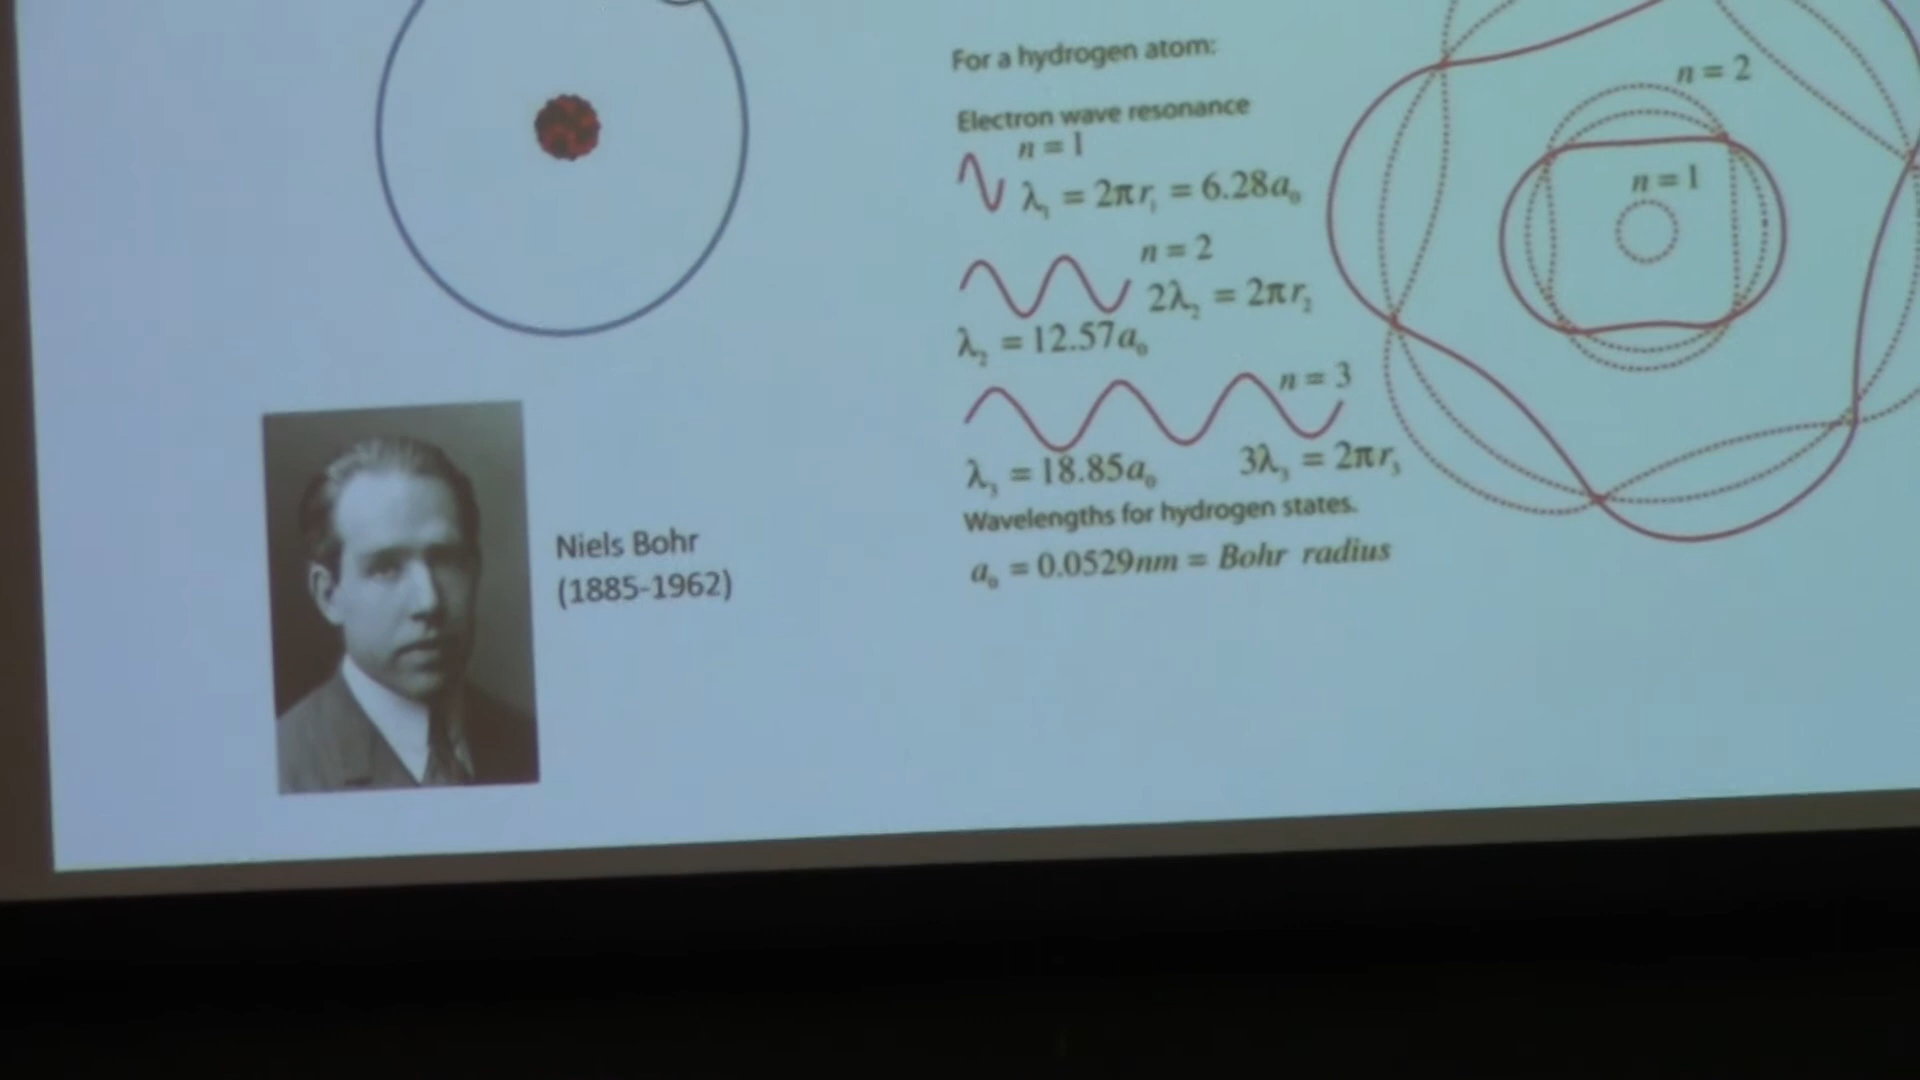 For a hydrogen atom:
Electron wave resonance
n = 1
λ₁ = 2πr₁ = 6.28a₀
n = 2
2λ₂ = 2πr₂
λ₂ = 12.57a₀
n = 3
λ₃ = 18.85a₀
3λ₃ = 2πr₃
Wavelengths for hydrogen states.
a₀ = 0.0529nm = Bohr radius
n = 2
n = 1
Niels Bohr
(1885-1962)